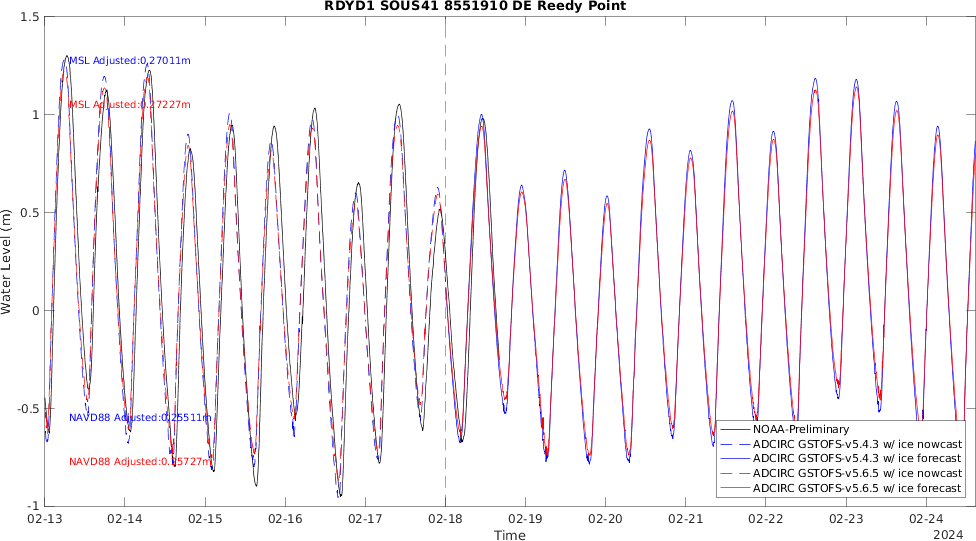 RDYD1 SOUS41 8551910 DE Reedy Point
1.5
1
0.5
0
-0.5
-1
Water Level (m)
MSL Adjusted:0.27011m
MSL Adjusted:0.27227m
NAVD88 Adjusted:0.25511m
NAVD88 Adjusted:0.25727m
NOAA-Preliminary
ADCIRC GSTOFS-v5.4.3 w/ ice nowcast
ADCIRC GSTOFS-v5.4.3 w/ ice forecast
ADCIRC GSTOFS-v5.6.5 w/ ice nowcast
ADCIRC GSTOFS-v5.6.5 w/ ice forecast
02-13 02-14 02-15 02-16 02-17 02-18 02-19 02-20 02-21 02-22 02-23 02-24
Time
2024